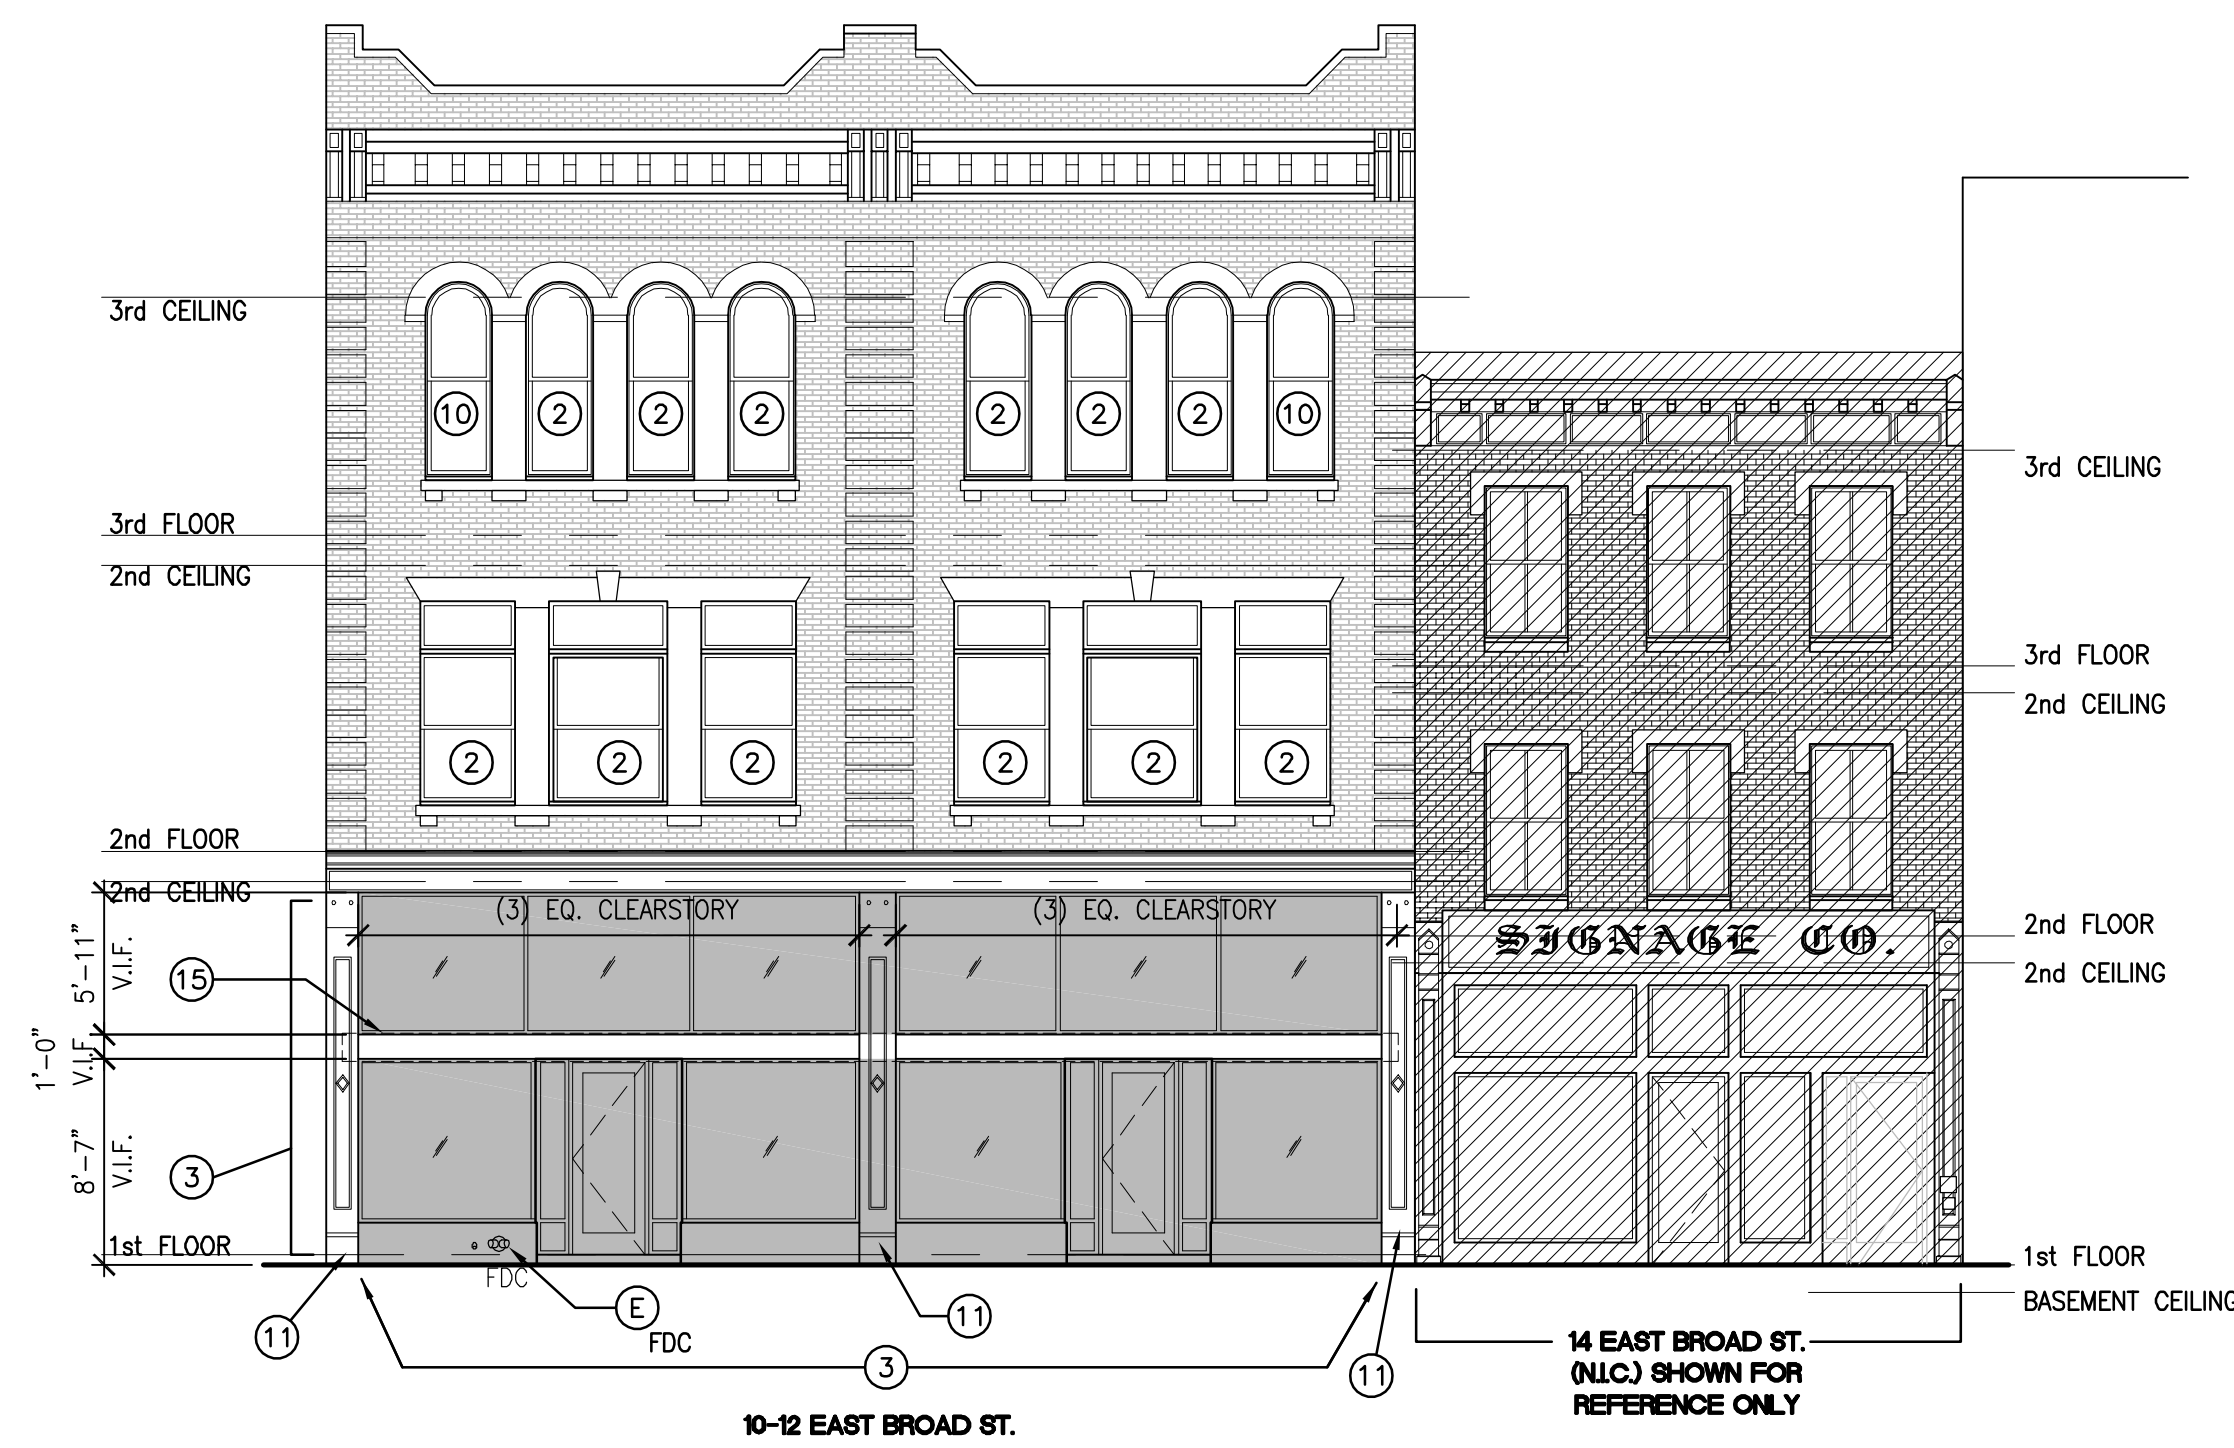 3rd CEILING
10 2 2 2 2 2 2 10
3rd CEILING
3rd FLOOR
2nd CEILING
3rd FLOOR
2nd CEILING
2 2 2 2 2 2
2nd FLOOR
2nd CEILING
(3) EQ. CLEARSTORY (3) EQ. CLEARSTORY
SIGNAGE CO.
2nd FLOOR
2nd CEILING
5'-11" V.I.F.
15
1'-0" V.I.F.
8'-7" V.I.F.
3
1st FLOOR
FDC
1st FLOOR
BASEMENT CEILING
E
FDC
11
11
11
3
14 EAST BROAD ST.
(N.I.C.) SHOWN FOR
REFERENCE ONLY
10-12 EAST BROAD ST.